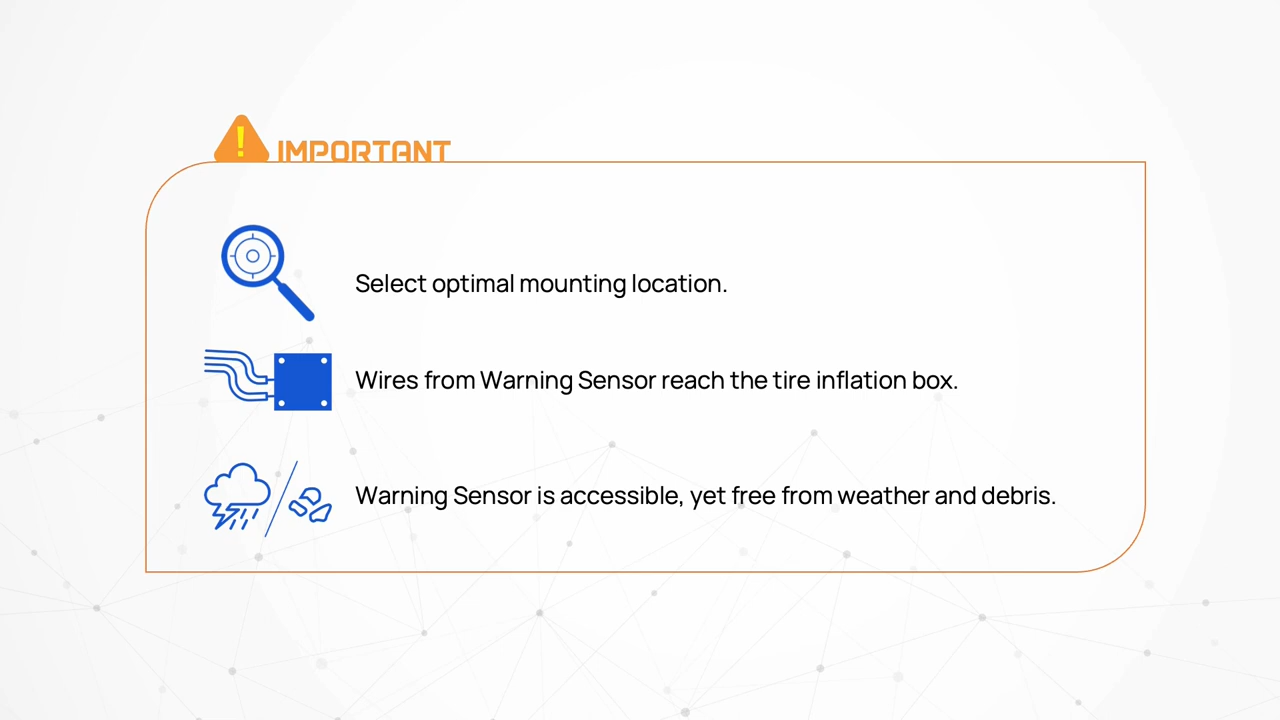 IMPORTANT
Select optimal mounting location.
Wires from Warning Sensor reach the tire inflation box.
Warning Sensor is accessible, yet free from weather and debris.